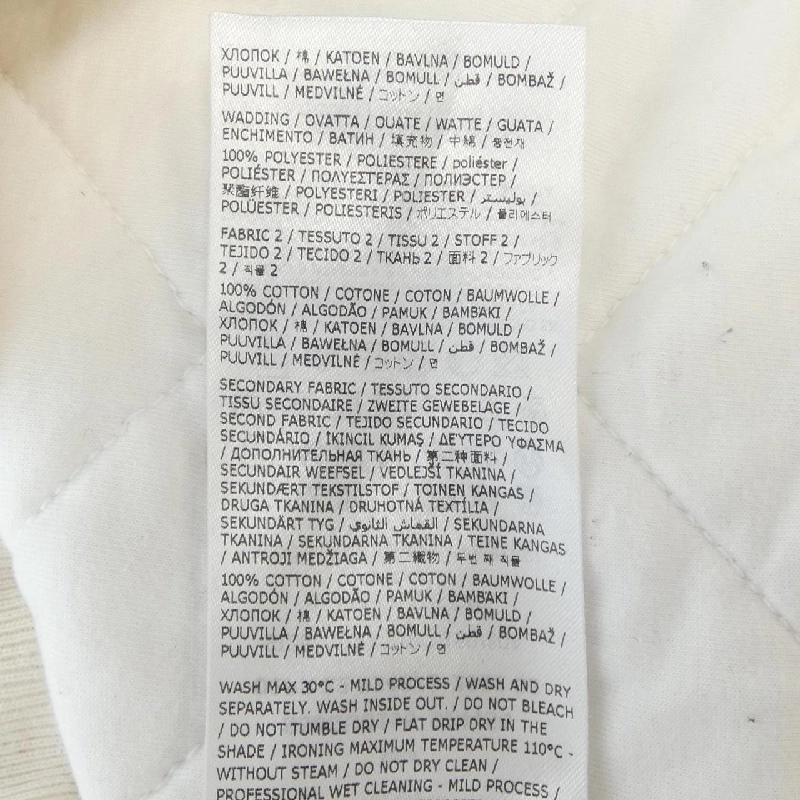 ХЛОПОК / 棉 / KATOEN / BAVLNA / BOMULD /
PUUVILLA / BAWEŁNA / BOMULL / قطن / BOMBAŽ /
PUUVILL / MEDVILNĖ / コットン / 면
WADDING / OVATTA / OUATE / WATTE / GUATA /
ENCHIMENTO / ВАТИН / 填充物 / 中綿 / 충전재
100% POLYESTER / POLIESTERE / poliéster /
POLIÉSTER / ΠΟΛΥΕΣΤΕΡΑΣ / ПОЛИЭСТЕР /
聚酯纤维 / POLYESTERI / POLIESTER / بوليستر /
POLÜESTER / POLIESTERIS / ポリエステル / 폴리에스터
FABRIC 2 / TESSUTO 2 / TISSU 2 / STOFF 2 /
TEJIDO 2 / TECIDO 2 / ТКАНЬ 2 / 面料 2 / ファブリック
2 / 직물 2
100% COTTON / COTONE / COTON / BAUMWOLLE /
ALGODÓN / ALGODÃO / PAMUK / ΒΑΜΒΑΚΙ /
ХЛОПОК / 棉 / KATOEN / BAVLNA / BOMULD /
PUUVILLA / BAWEŁNA / BOMULL / قطن / BOMBAŽ /
PUUVILL / MEDVILNĖ / コットン / 면
SECONDARY FABRIC / TESSUTO SECONDARIO /
TISSU SECONDAIRE / ZWEITE GEWEBELAGE /
SECOND FABRIC / TEJIDO SECUNDARIO / TECIDO
SECUNDÁRIO / İKINCIL KUMAŞ / ΔΕΥΤΕΡΟ ΎΦΑΣΜΑ
/ ДОПОЛНИТЕЛЬНАЯ ТКАНЬ / 第二种面料 /
SECUNDAIR WEEFSEL / VEDLEJŠÍ TKANINA /
SEKUNDÆRT TEKSTILSTOF / TOINEN KANGAS /
DRUGA TKANINA / DRUHOTNÁ TEXTÍLIA /
SEKUNDÄRT TYG / القماش الثانوي / SEKUNDARNA
TKANINA / SEKUNDARNA TKANINA / TEINE KANGAS
/ ANTROJI MEDŽIAGA / 第二織物 / 두번 째 직물
100% COTTON / COTONE / COTON / BAUMWOLLE /
ALGODÓN / ALGODÃO / PAMUK / ΒΑΜΒΑΚΙ /
ХЛОПОК / 棉 / KATOEN / BAVLNA / BOMULD /
PUUVILLA / BAWEŁNA / BOMULL / قطن / BOMBAŽ /
PUUVILL / MEDVILNĖ / コットン / 면
WASH MAX 30°C - MILD PROCESS / WASH AND DRY
SEPARATELY. WASH INSIDE OUT. / DO NOT BLEACH
/ DO NOT TUMBLE DRY / FLAT DRIP DRY IN THE
SHADE / IRONING MAXIMUM TEMPERATURE 110°C -
WITHOUT STEAM / DO NOT DRY CLEAN /
PROFESSIONAL WET CLEANING - MILD PROCESS /